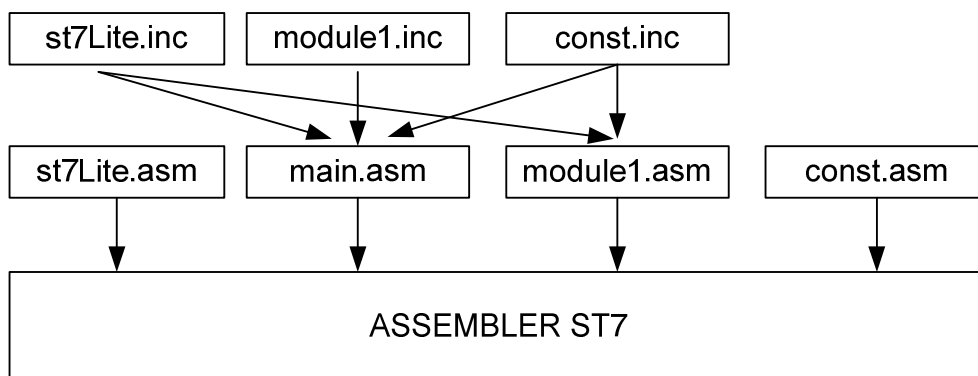 st7Lite.inc
module1.inc
const.inc
st7Lite.asm
main.asm
module1.asm
const.asm
ASSEMBLER ST7